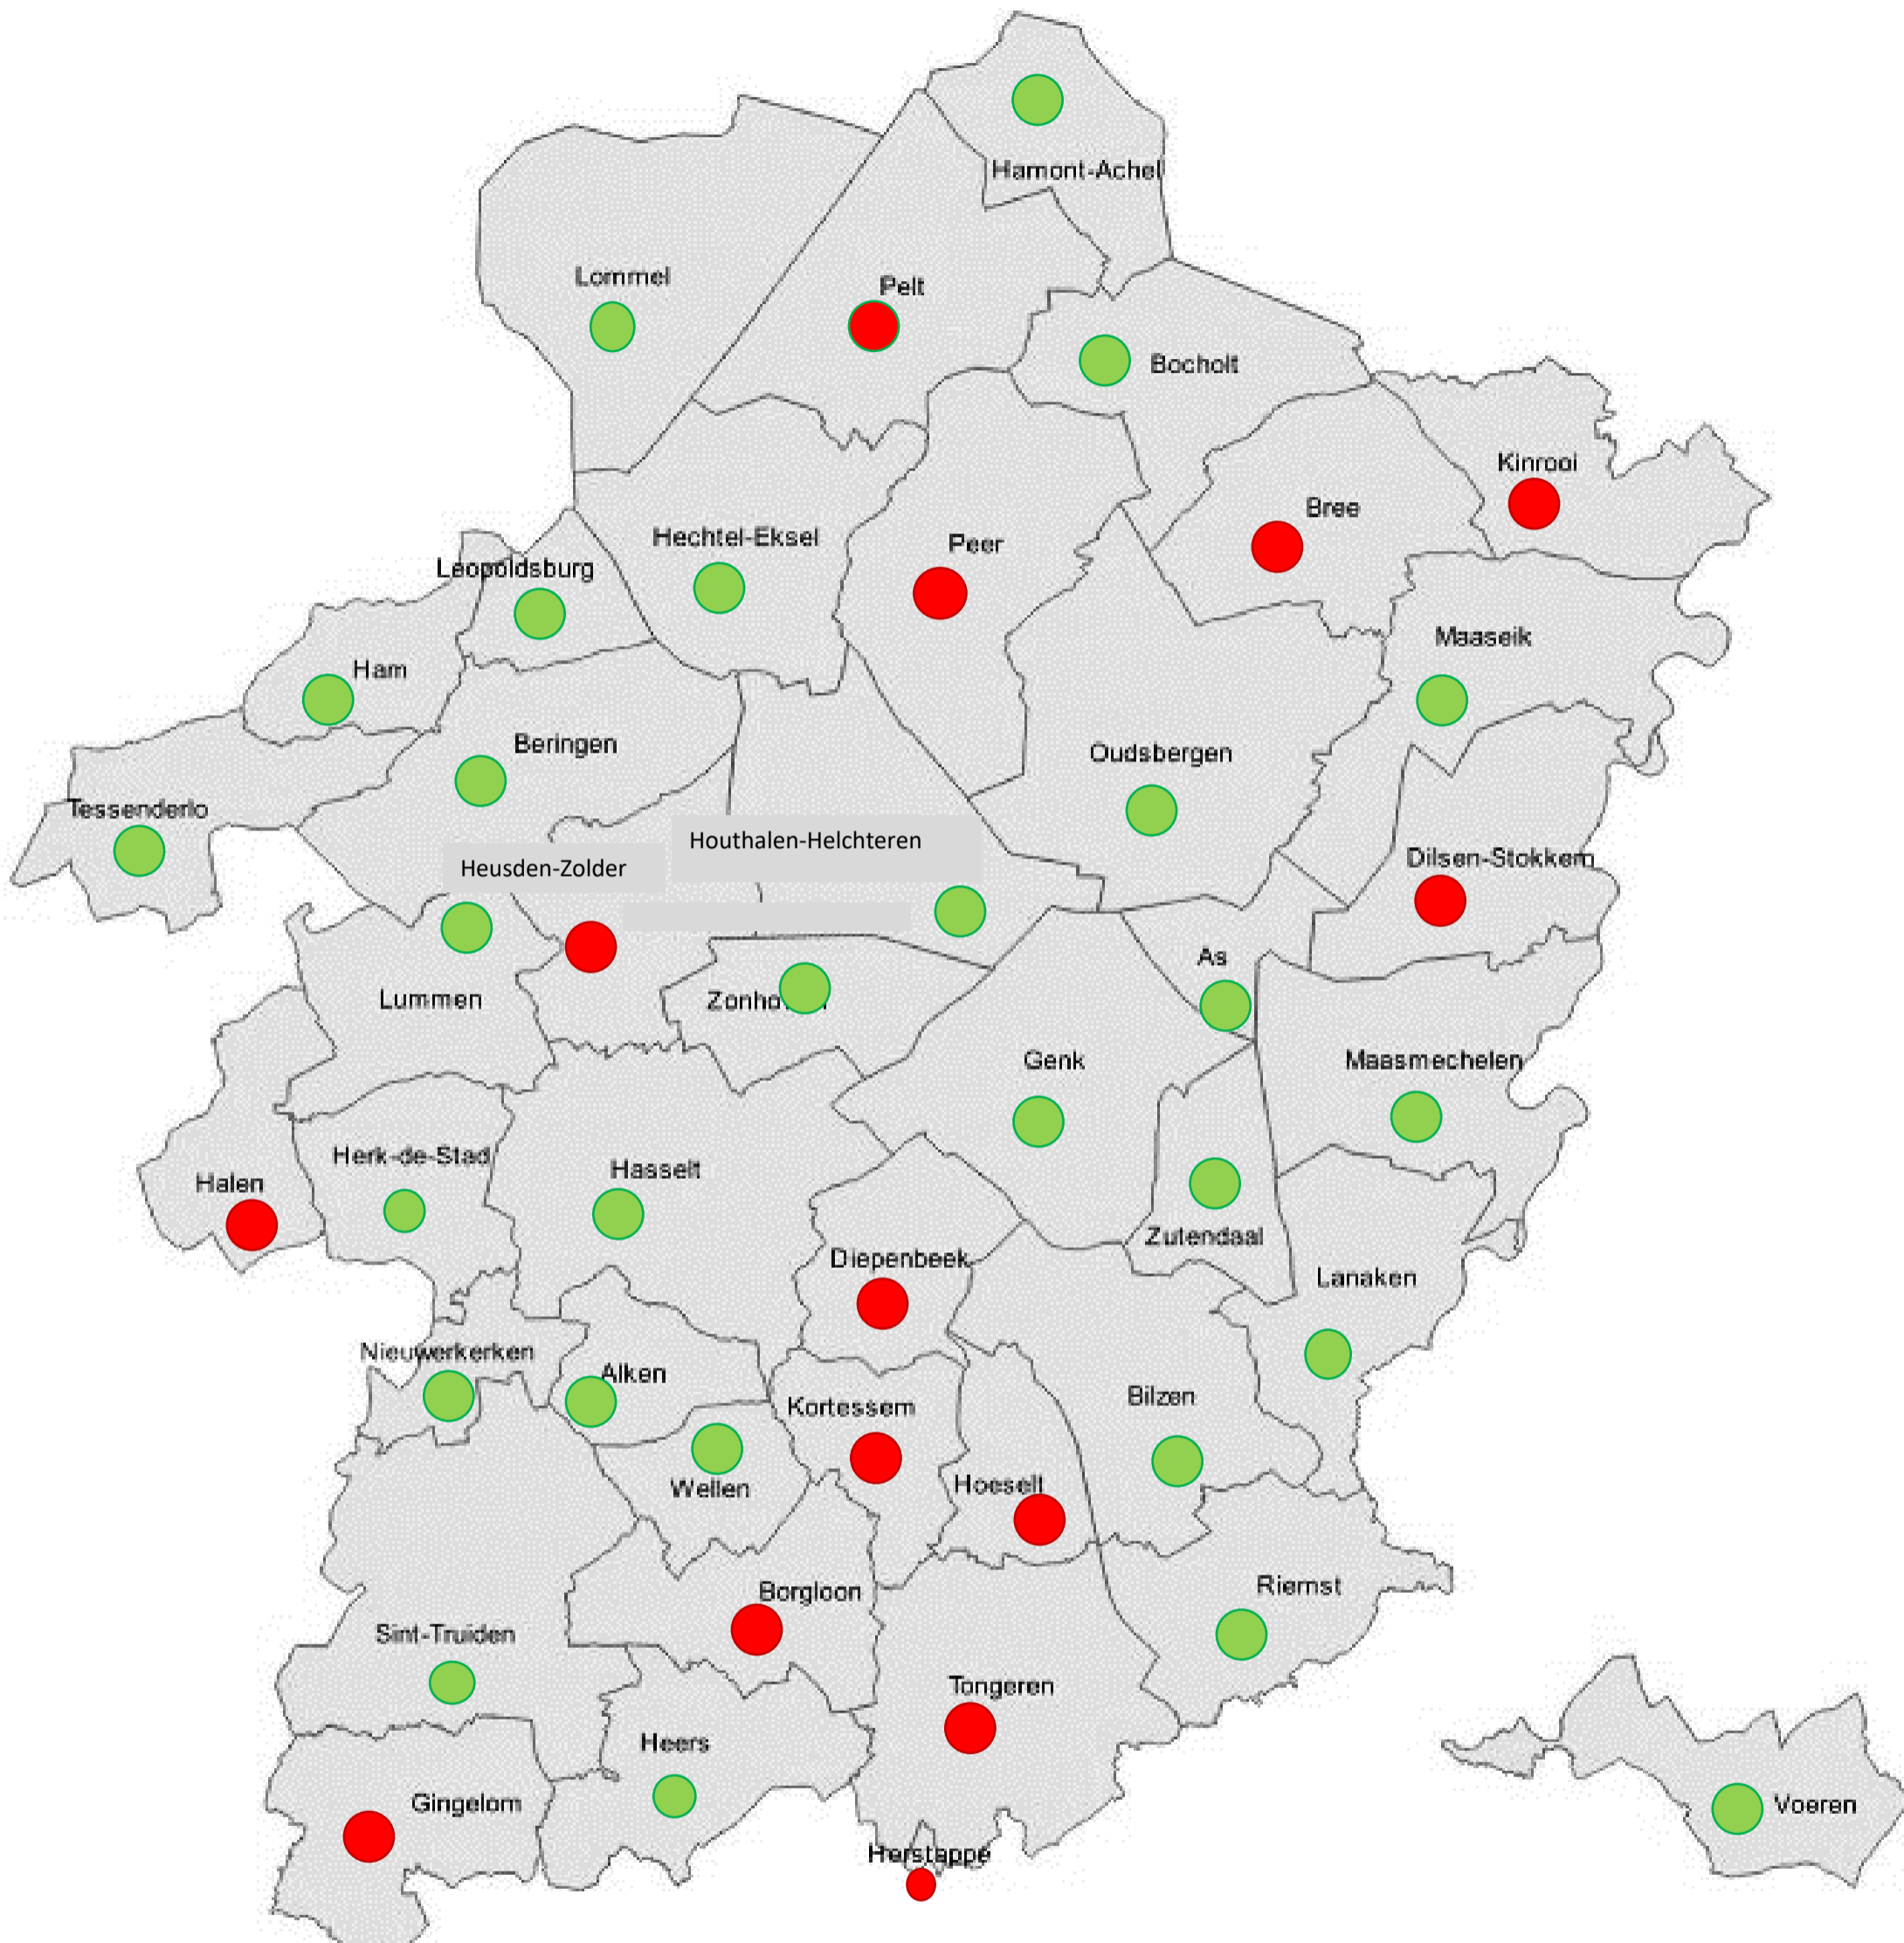 Hamont-Achel
Lommel
Pelt
Bocholt
Kinrooi
Bree
Hechtel-Eksel
Peer
Leopoldsburg
Maaseik
Ham
Beringen
Oudsbergen
Tessenderlo
Houthalen-Helchteren
Heusden-Zolder
Dilsen-Stokkem
As
Lummen
Genk
Maasmechelen
Herk-de-Stad
Hasselt
Halen
Zutendaal
Diepenbeek
Lanaken
Nieuwerkerken
Alken
Bilzen
Kortessem
Hoeselt
Wellen
Riemst
Borgloon
Sint-Truiden
Tongeren
Heers
Gingelom
Voeren
Herstappe